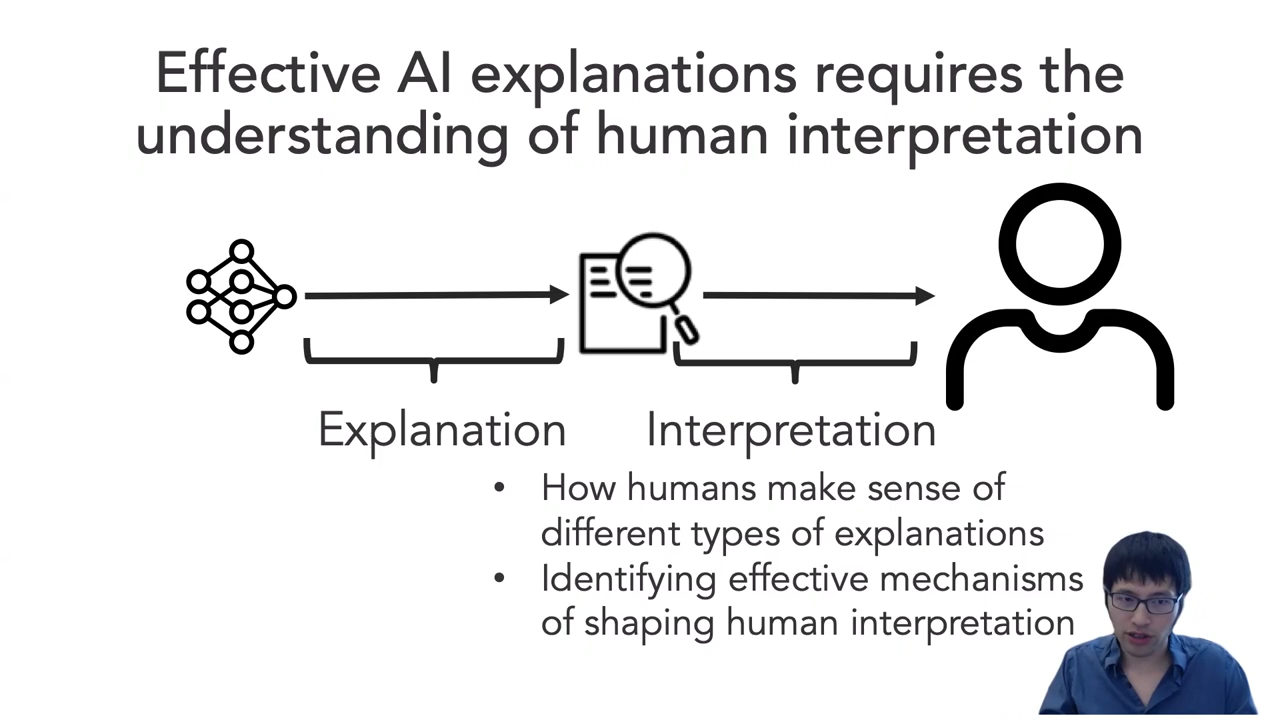 Effective AI explanations requires the
understanding of human interpretation
Explanation
Interpretation
• How humans make sense of
different types of explanations
• Identifying effective mechanisms
of shaping human interpretation